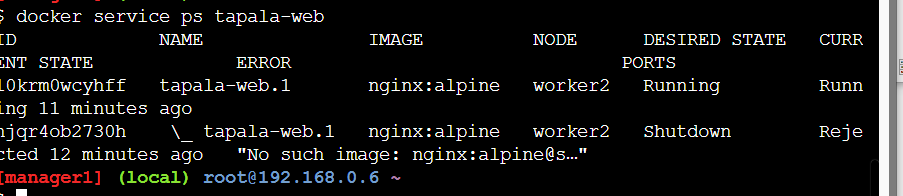 $ docker service ps tapala-web
ID NAME IMAGE NODE DESIRED STATE CURR
ENT STATE ERROR PORTS
l0krm0wcyhff tapala-web.1 nginx:alpine worker2 Running Runn
ing 11 minutes ago
njqr4ob2730h \_ tapala-web.1 nginx:alpine worker2 Shutdown Reje
cted 12 minutes ago "No such image: nginx:alpine@s…"
[manager1] (local) root@192.168.0.6 ~
$